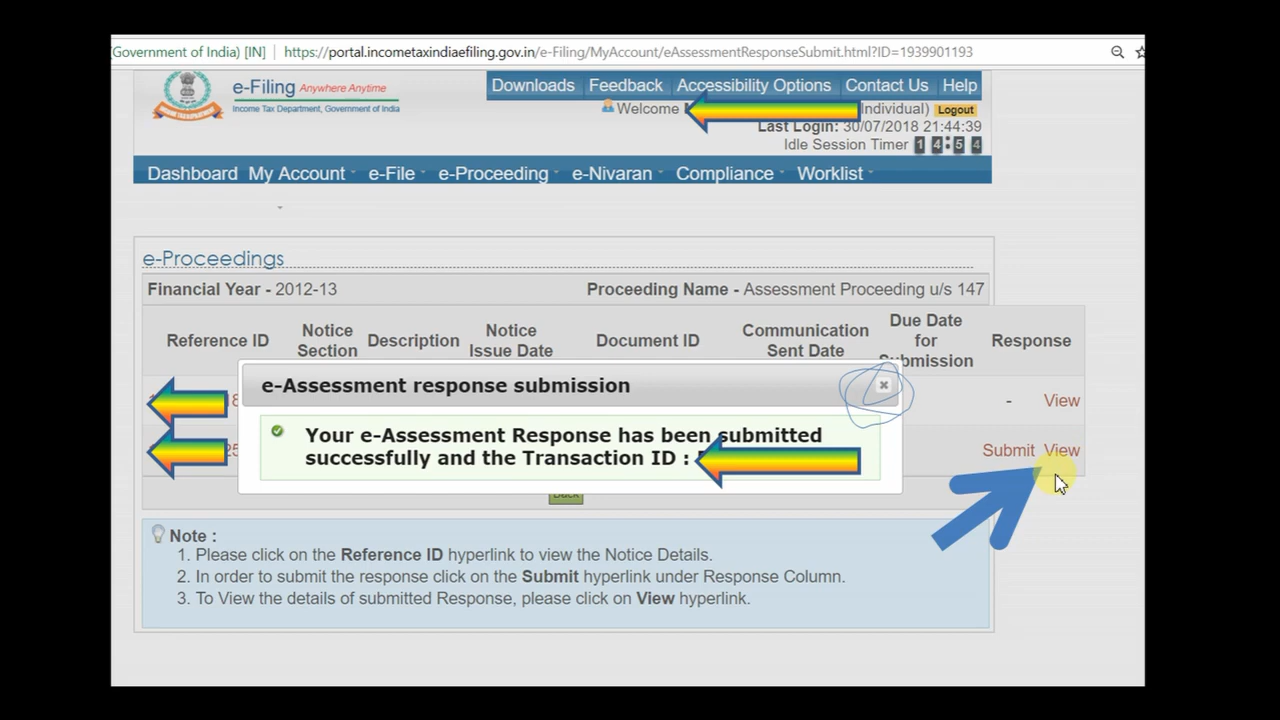 (Government of India) [IN] https://portal.incometaxindiaefiling.gov.in/e-Filing/MyAccount/eAssessmentResponseSubmit.html?ID=1939901193
e-Filing Anywhere Anytime
Income Tax Department, Government of India
Downloads Feedback Accessibility Options Contact Us Help
Welcome Individual) Logout
Last Login: 30/07/2018 21:44:39
Idle Session Timer 1 4 : 5 4
Dashboard My Account e-File e-Proceeding e-Nivaran Compliance Worklist
e-Proceedings
Financial Year - 2012-13 Proceeding Name - Assessment Proceeding u/s 147
Reference ID Notice Section Description Notice Issue Date Document ID Communication Sent Date Due Date for Submission Response
e-Assessment response submission
- View
Your e-Assessment Response has been submitted
successfully and the Transaction ID :
Submit View
Back
Note :
1. Please click on the Reference ID hyperlink to view the Notice Details.
2. In order to submit the response click on the Submit hyperlink under Response Column.
3. To View the details of submitted Response, please click on View hyperlink.